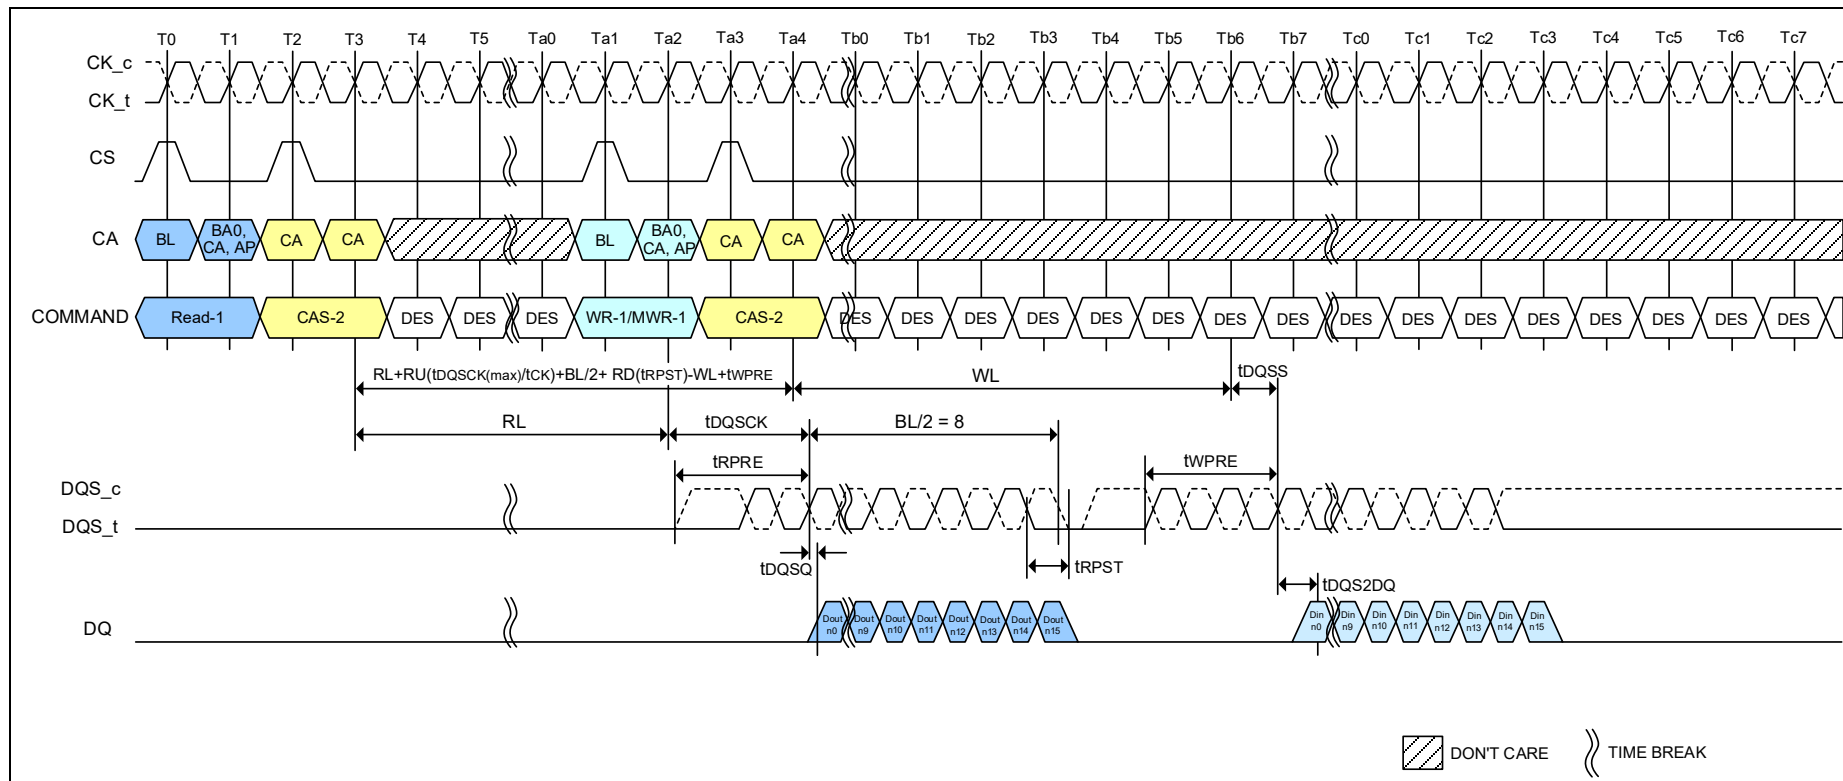 T0 T1 T2 T3 T4 T5 Ta0 Ta1 Ta2 Ta3 Ta4 Tb0 Tb1 Tb2 Tb3 Tb4 Tb5 Tb6 Tb7 Tc0 Tc1 Tc2 Tc3 Tc4 Tc5 Tc6 Tc7
CK_c
CK_t
CS
CA BL BA0, CA, AP CA CA BL BA0, CA, AP CA CA
COMMAND Read-1 CAS-2 DES DES DES WR-1/MWR-1 CAS-2 DES DES DES DES DES DES DES DES DES DES DES DES DES DES DES DES
RL+RU(tDQSCK(max)/tCK)+BL/2+ RD(tRPST)-WL+tWPRE WL tDQSS
RL tDQSCK BL/2 = 8
tRPRE tWPRE
DQS_c
DQS_t
tDQSQ tRPST
tDQS2DQ
DQ Dout n0 Dout n9 Dout n10 Dout n11 Dout n12 Dout n13 Dout n14 Dout n15 Din n0 Din n9 Din n10 Din n11 Din n12 Din n13 Din n14 Din n15
DON'T CARE TIME BREAK